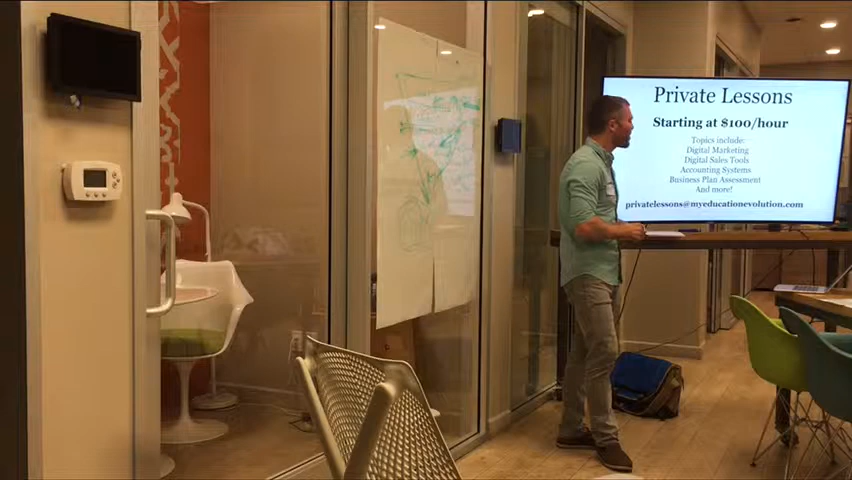 Private Lessons
Starting at $100/hour
Topics include:
Digital Marketing
Digital Sales Tools
Accounting Systems
Business Plan Assessment
And more!
privatelessons@myeducationevolution.com